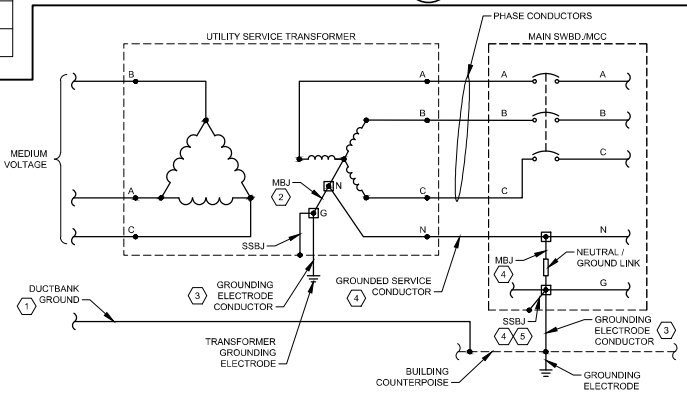 PHASE CONDUCTORS
UTILITY SERVICE TRANSFORMER
MAIN SWBD./MCC
B
A
A
A
B
B
B
MEDIUM
VOLTAGE
C
MBJ
2
N
A
C
C
G
C
N
N
SSBJ
MBJ
4
NEUTRAL /
GROUND LINK
G
DUCTBANK
GROUND
1
3
GROUNDING
ELECTRODE
CONDUCTOR
GROUNDED SERVICE
CONDUCTOR
4
SSBJ
4
5
GROUNDING
ELECTRODE
CONDUCTOR
3
TRANSFORMER
GROUNDING
ELECTRODE
BUILDING
COUNTERPOISE
GROUNDING
ELECTRODE